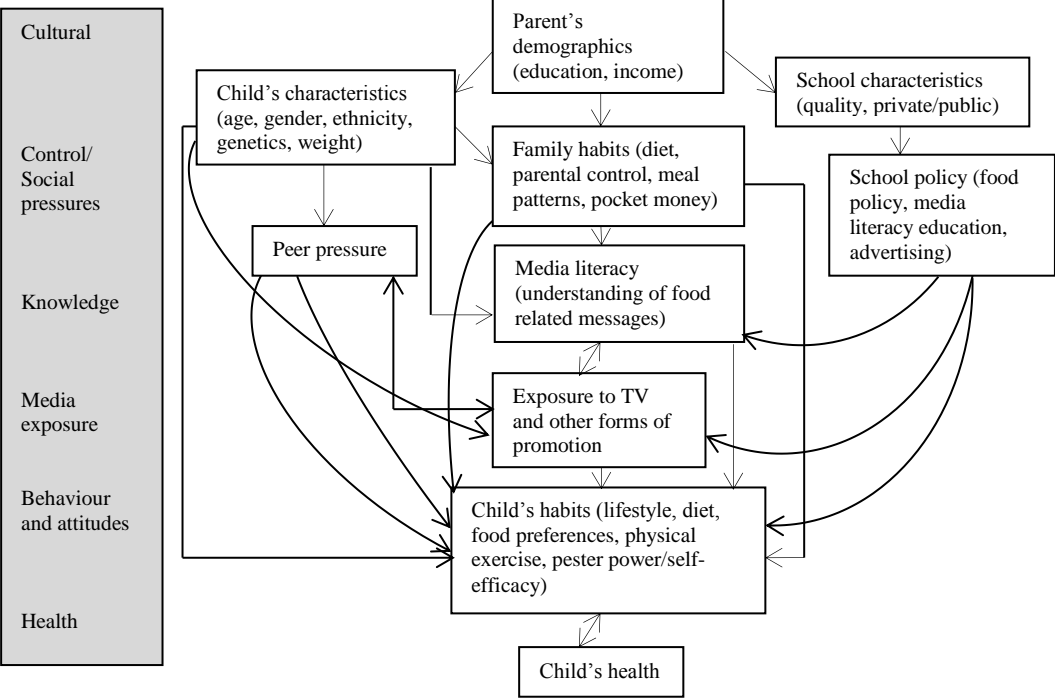 Cultural
Control/
Social
pressures
Knowledge
Media
exposure
Behaviour
and attitudes
Health
Parent’s
demographics
(education, income)
Child’s characteristics
(age, gender, ethnicity,
genetics, weight)
School characteristics
(quality, private/public)
Family habits (diet,
parental control, meal
patterns, pocket money)
School policy (food
policy, media
literacy education,
advertising)
Peer pressure
Media literacy
(understanding of food
related messages)
Exposure to TV
and other forms of
promotion
Child’s habits (lifestyle, diet,
food preferences, physical
exercise, pester power/self-
efficacy)
Child’s health